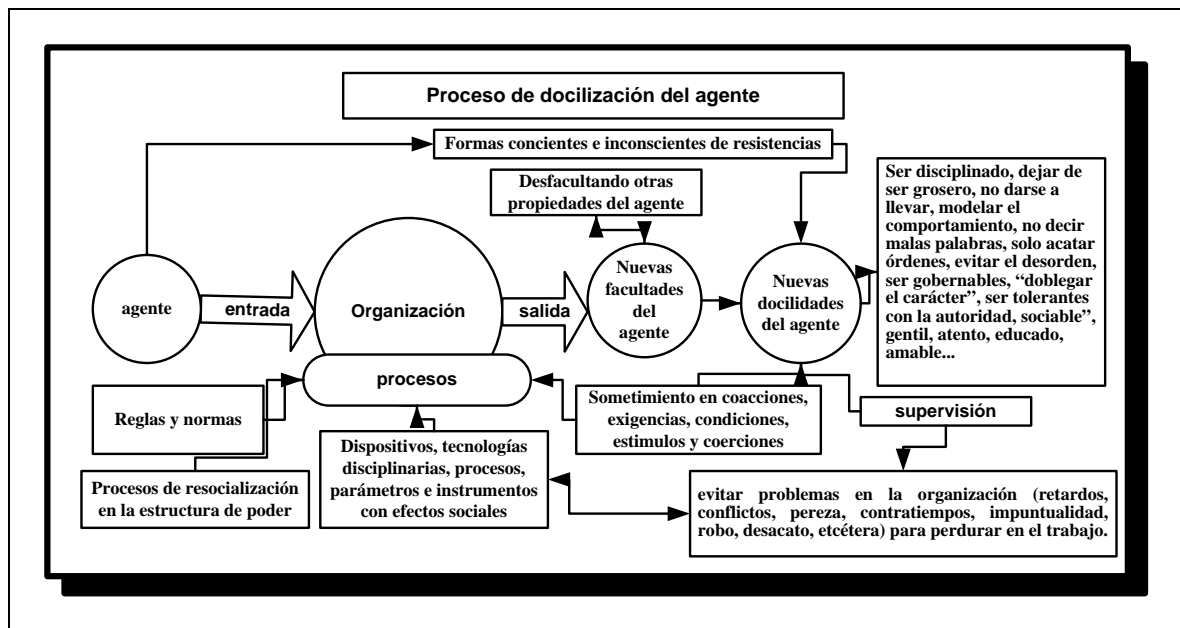 Proceso de docilización del agente
Formas concientes e inconscientes de resistencias
Desfacultando otras
propiedades del agente
Ser disciplinado, dejar de
ser grosero, no darse a
llevar, modelar el
comportamiento, no decir
malas palabras, solo acatar
órdenes, evitar el desorden,
ser gobernables, “doblegar
el carácter”, ser tolerantes
con la autoridad, sociable”,
gentil, atento, educado,
amable...
agente
entrada
Organización
salida
Nuevas
facultades
del
agente
Nuevas
docilidades
del agente
procesos
Reglas y normas
Sometimiento en coacciones,
exigencias, condiciones,
estimulos y coerciones
supervisión
Procesos de resocialización
en la estructura de poder
Dispositivos, tecnologías
disciplinarias, procesos,
parámetros e instrumentos
con efectos sociales
evitar problemas en la organización (retardos,
conflictos, pereza, contratiempos, impuntualidad,
robo, desacato, etcétera) para perdurar en el trabajo.